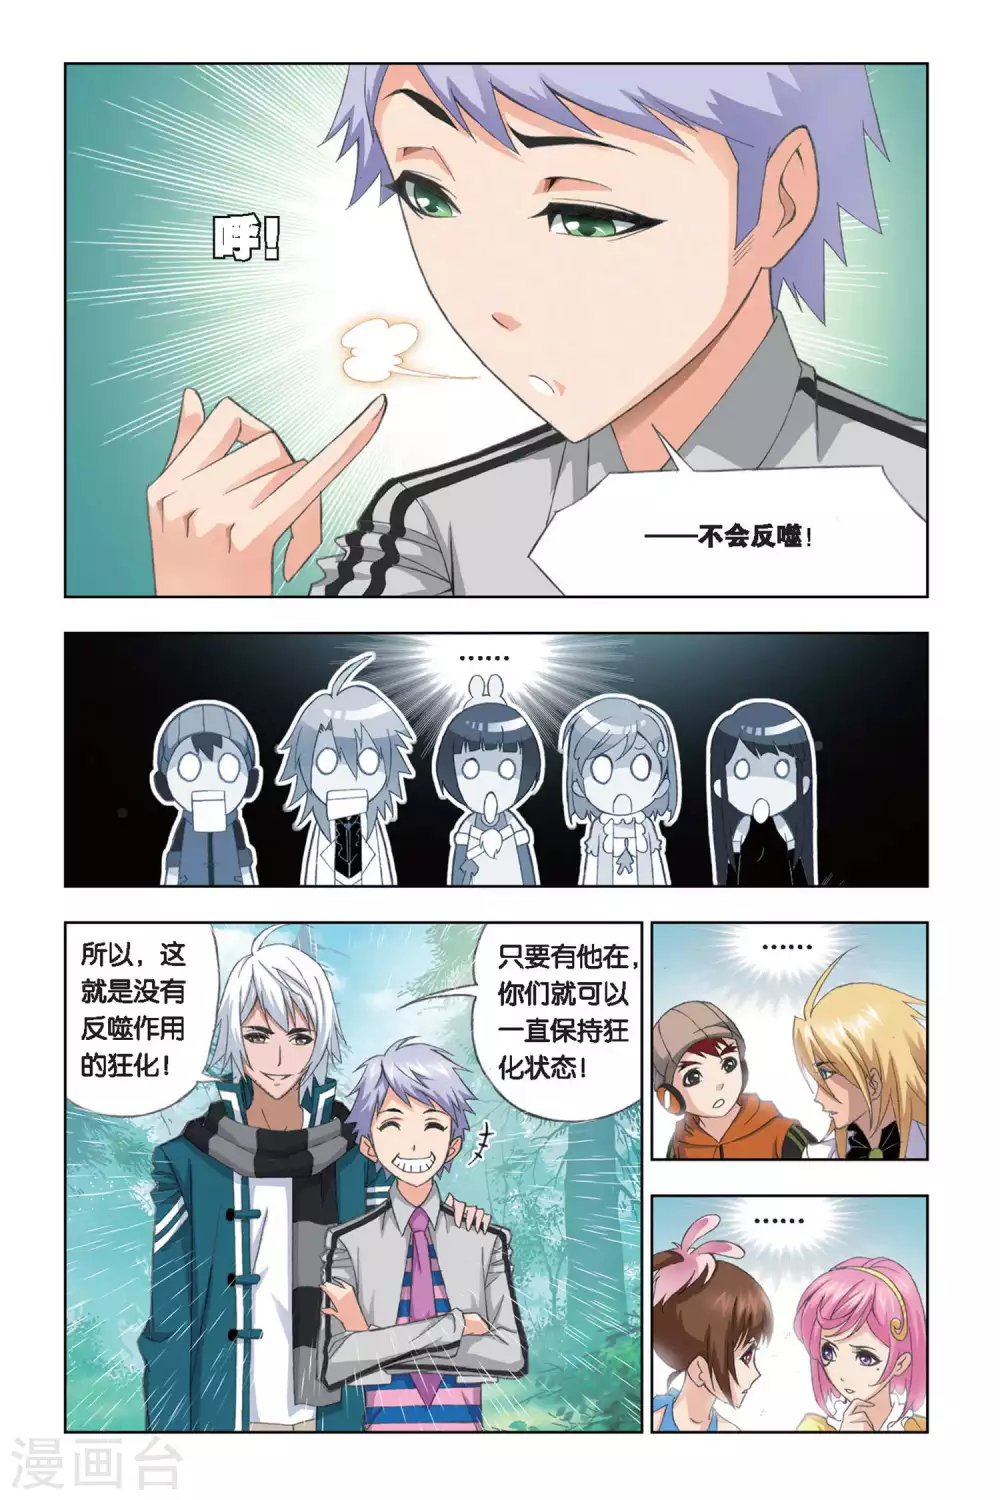 呼!
——不会反噬！
……
所以，这
就是没有
反噬作用
的狂化！
只要有他在，
你们就可以
一直保持狂
化状态！
……
……
漫画台